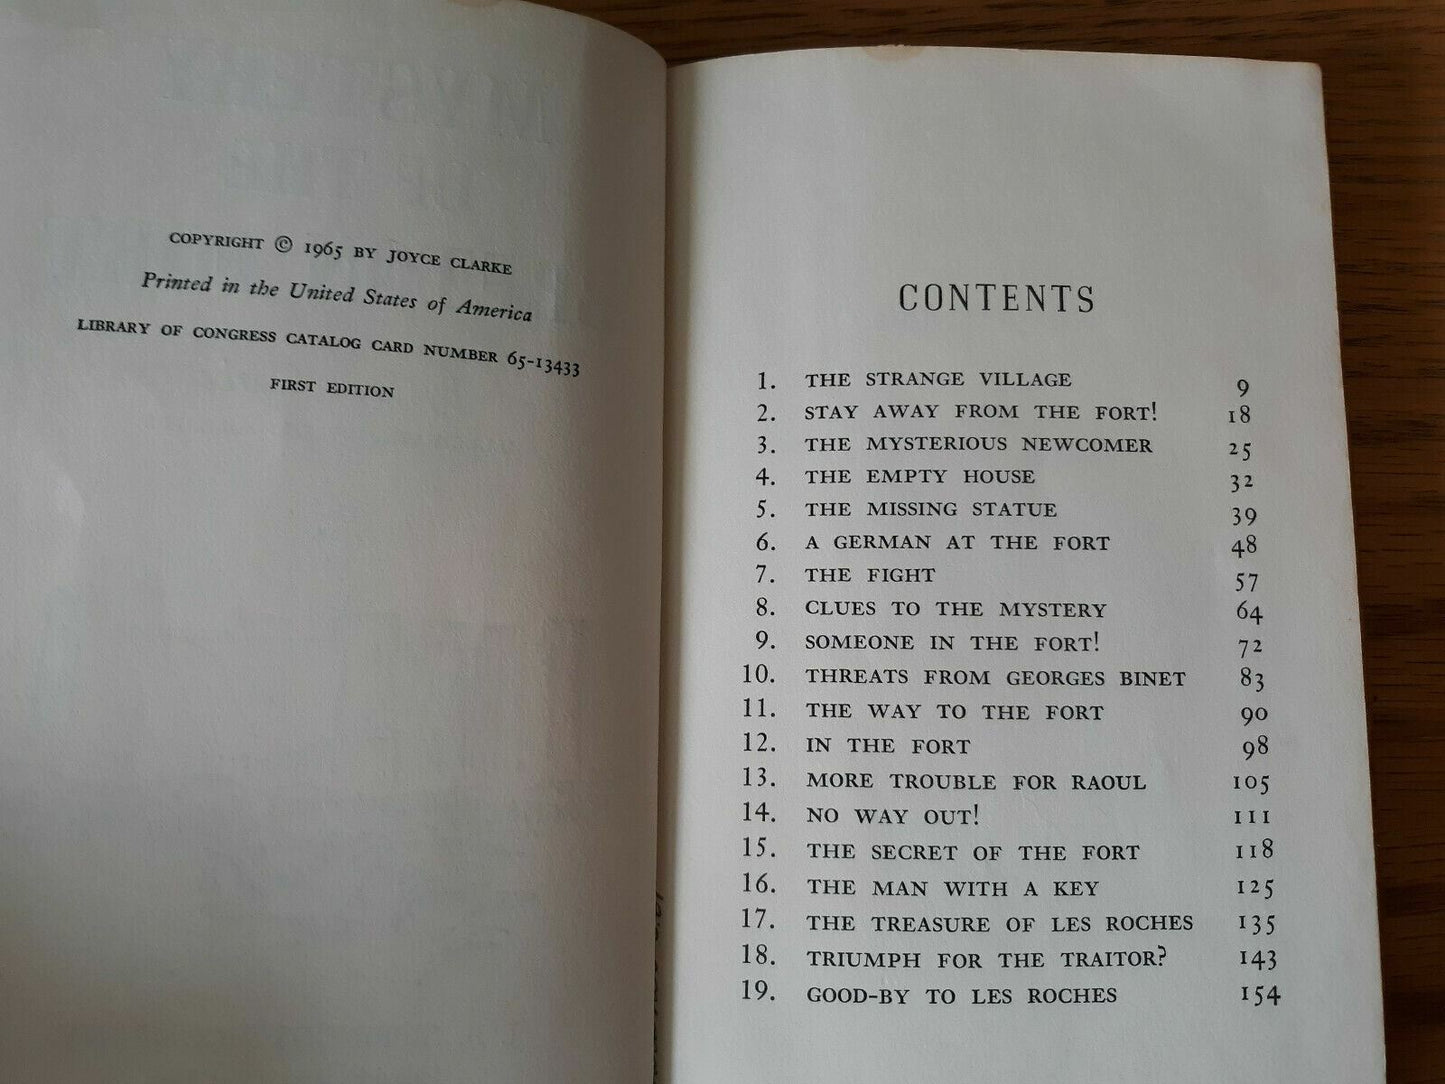 COPYRIGHT © 1965 BY JOYCE CLARKE
Printed in the United States of America
LIBRARY OF CONGRESS CATALOG CARD NUMBER 65-13433
FIRST EDITION
CONTENTS
1. THE STRANGE VILLAGE 9
2. STAY AWAY FROM THE FORT! 18
3. THE MYSTERIOUS NEWCOMER 25
4. THE EMPTY HOUSE 32
5. THE MISSING STATUE 39
6. A GERMAN AT THE FORT 48
7. THE FIGHT 57
8. CLUES TO THE MYSTERY 64
9. SOMEONE IN THE FORT! 72
10. THREATS FROM GEORGES BINET 83
11. THE WAY TO THE FORT 90
12. IN THE FORT 98
13. MORE TROUBLE FOR RAOUL 105
14. NO WAY OUT! 111
15. THE SECRET OF THE FORT 118
16. THE MAN WITH A KEY 125
17. THE TREASURE OF LES ROCHES 135
18. TRIUMPH FOR THE TRAITOR? 143
19. GOOD-BY TO LES ROCHES 154